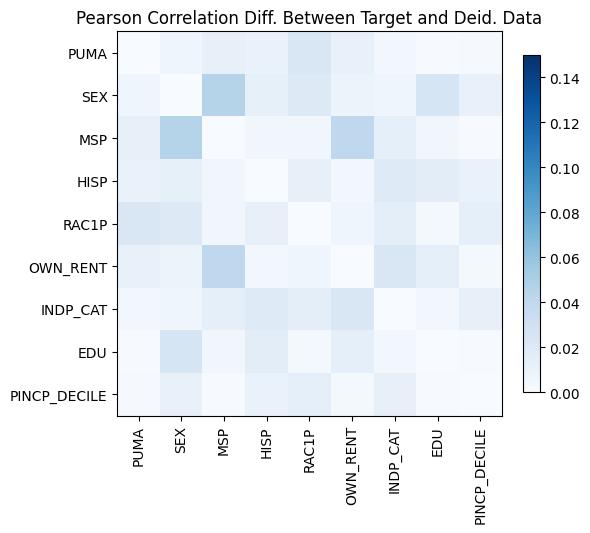 Pearson Correlation Diff. Between Target and Deid. Data
PUMA
SEX
MSP
HISP
RAC1P
OWN_RENT
INDP_CAT
EDU
PINCP_DECILE
PUMA
SEX
MSP
HISP
RAC1P
OWN_RENT
INDP_CAT
EDU
PINCP_DECILE
0.14
0.12
0.10
0.08
0.06
0.04
0.02
0.00